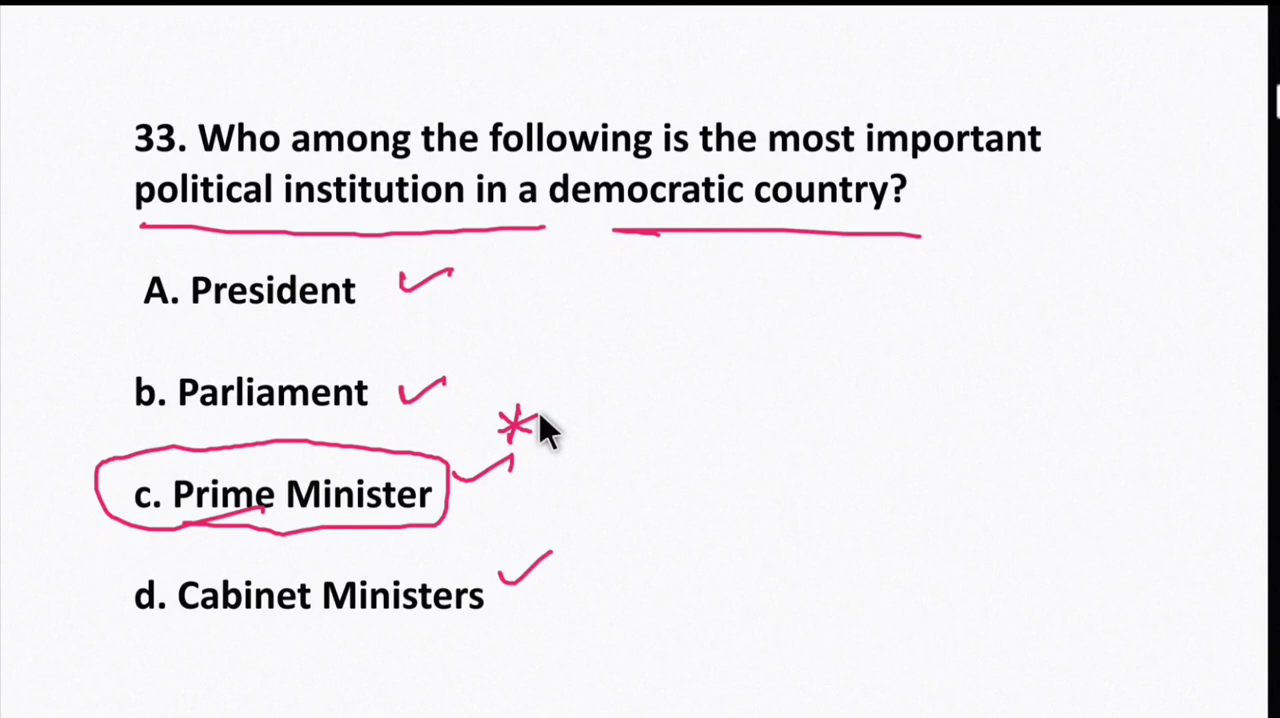 33. Who among the following is the most important
political institution in a democratic country?
A. President
b. Parliament
c. Prime Minister
d. Cabinet Ministers